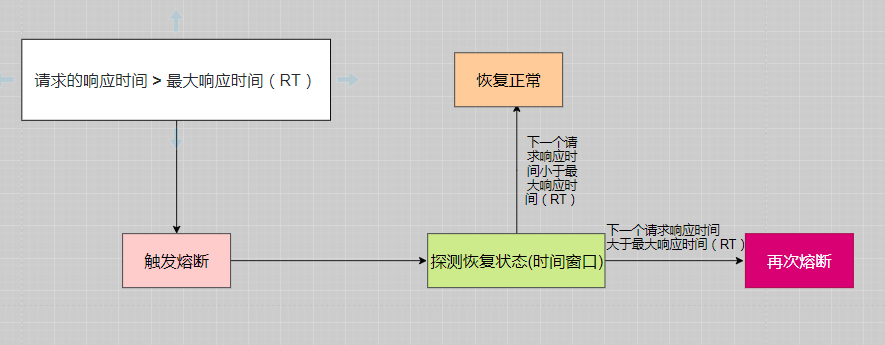 请求的响应时间 > 最大响应时间（RT）
恢复正常
下一个请
求响应时
间小于最
大响应时
间（RT）
下一个请求响应时间
大于最大响应时间（RT）
触发熔断
探测恢复状态(时间窗口)
再次熔断